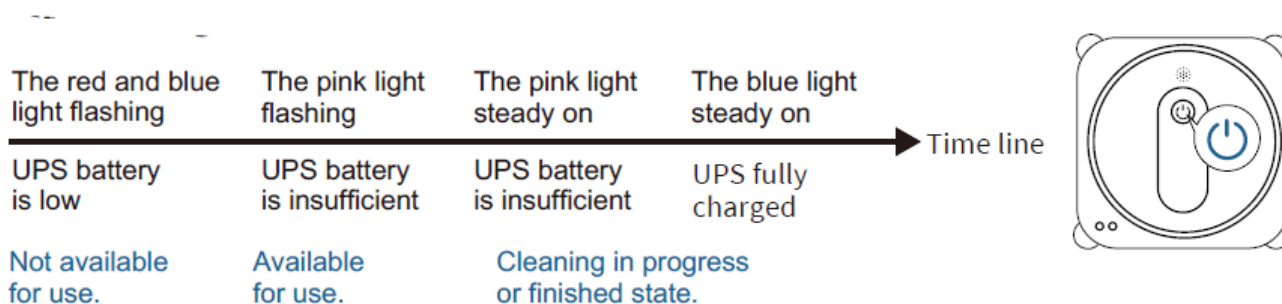 The red and blue
light flashing
The pink light
flashing
The pink light
steady on
The blue light
steady on
Time line
UPS battery
is low
UPS battery
is insufficient
UPS battery
is insufficient
UPS fully
charged
Not available
for use.
Available
for use.
Cleaning in progress
or finished state.